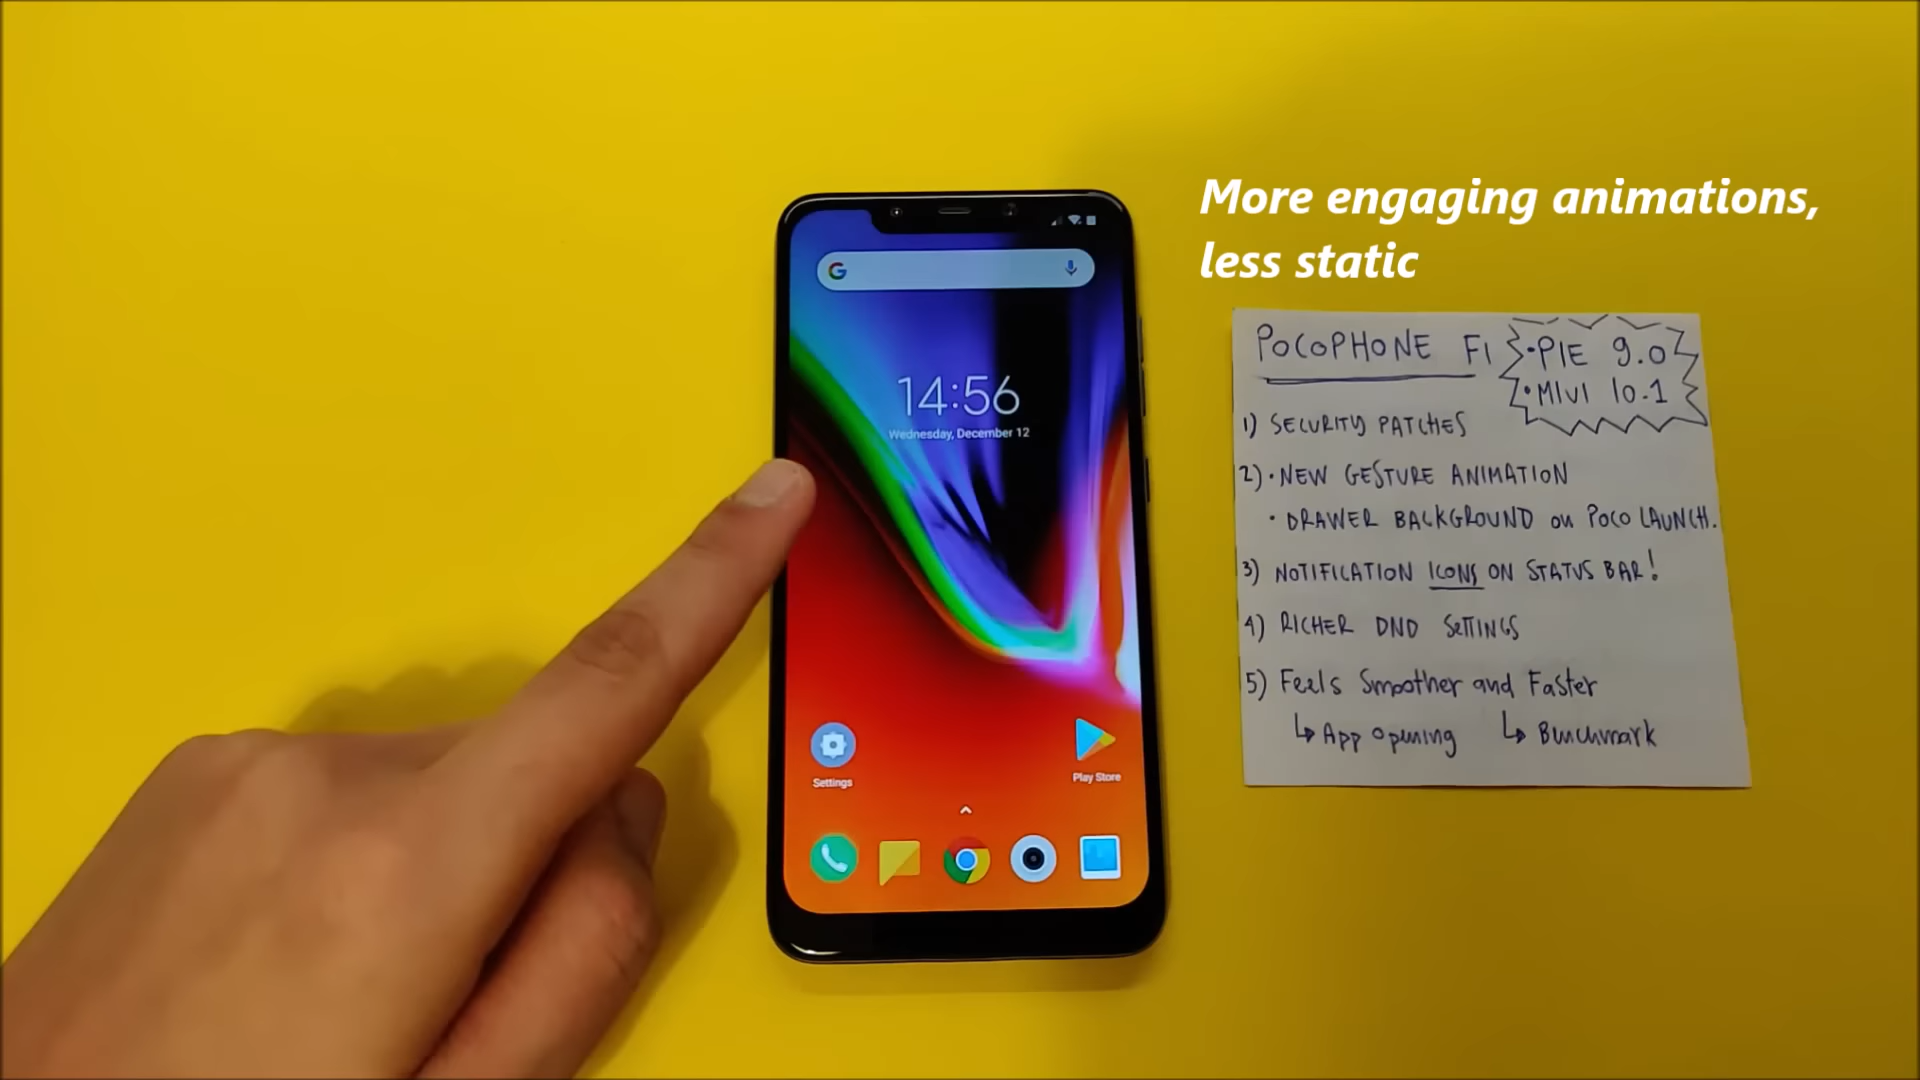 More engaging animations,
less static
14:56
Wednesday, December 12
Settings
Play Store
POCOPHONE F1
• PIE 9.0
• MIUI 10.1
1) SECURITY PATCHES
2) • NEW GESTURE ANIMATION
• DRAWER BACKGROUND on POCO LAUNCH.
3) NOTIFICATION ICONS ON STATUS BAR!
4) RICHER DND SETTINGS
5) Feels Smoother and Faster
↳ App opening ↳ Benchmark